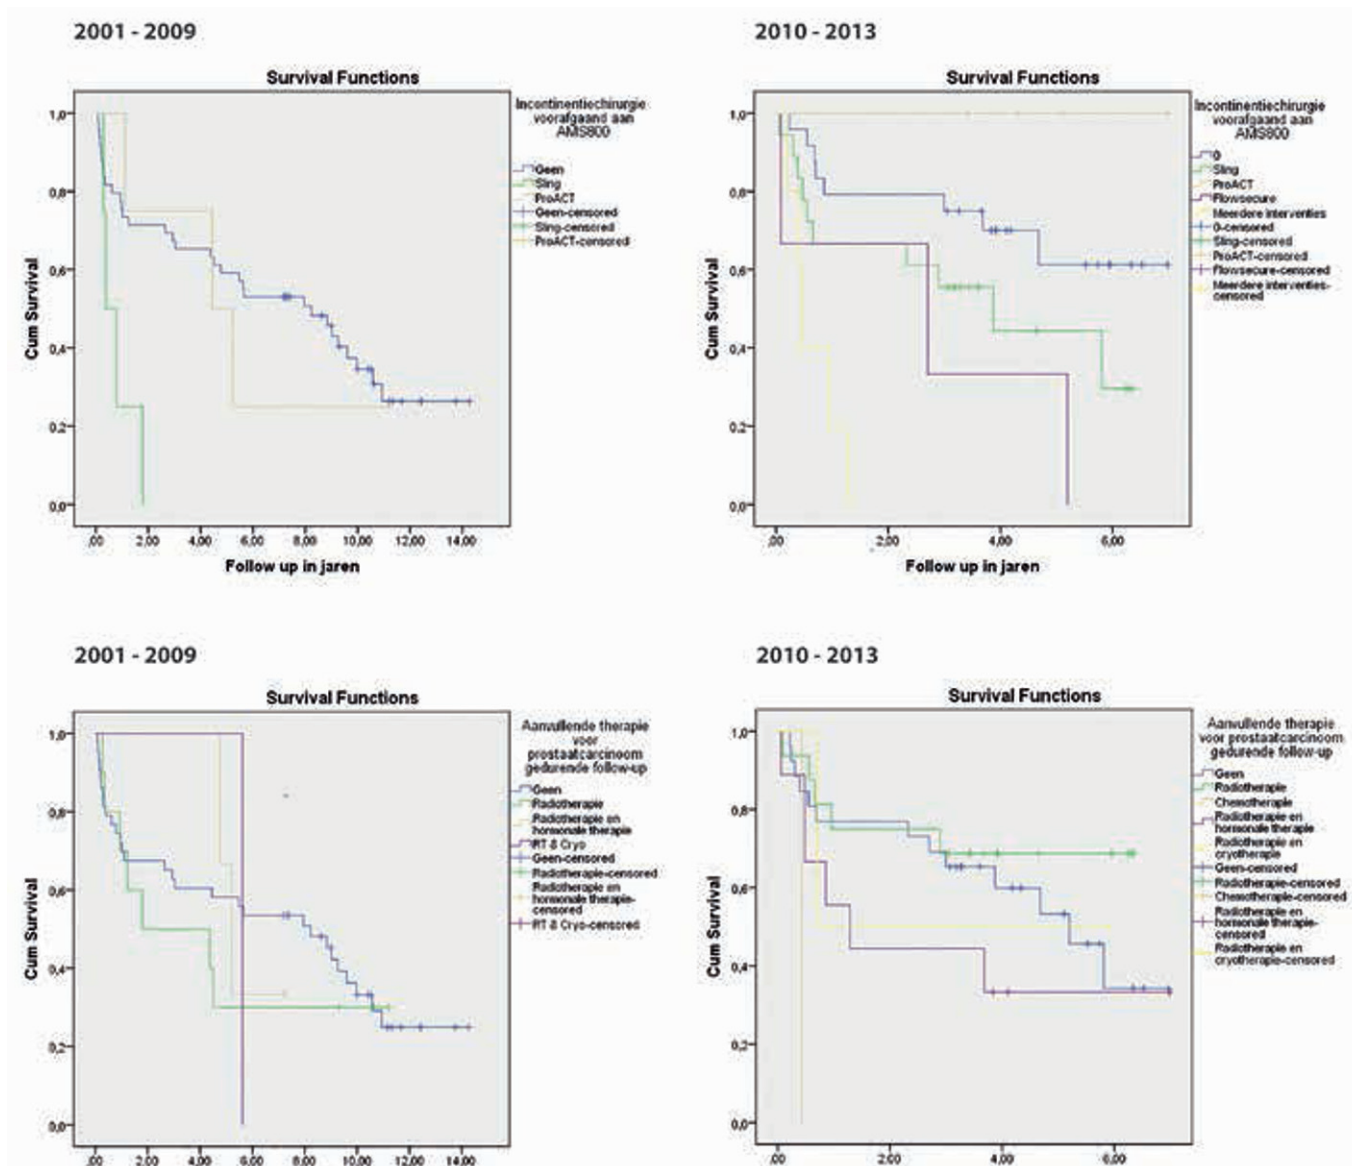 2001 - 2009
Survival Functions
Incontinentiechirurgie
voorafgaand aan
AMS800
Geen
Sling
ProACT
Geen-censored
Sling-censored
ProACT-censored
Cum Survival
1,0
0,8
0,6
0,4
0,2
0,0
,00 2,00 4,00 6,00 8,00 10,00 12,00 14,00
Follow up in jaren
2010 - 2013
Survival Functions
Incontinentiechirurgie
voorafgaand aan
AMS800
0
Sling
ProACT
Flowsecure
Meerdere interventies
0-censored
Sling-censored
ProACT-censored
Flowsecure-censored
Meerdere interventies-
censored
Cum Survival
1,0
0,8
0,6
0,4
0,2
0,0
,00 2,00 4,00 6,00
Follow up in jaren
2001 - 2009
Survival Functions
Aanvullende therapie
voor
prostaatcarcinoom
gedurende follow-up
Geen
Radiotherapie
Radiotherapie en
hormonale therapie
RT & Cryo
Geen-censored
Radiotherapie-censored
Radiotherapie en
hormonale therapie-
censored
RT & Cryo-censored
Cum Survival
1,0
0,8
0,6
0,4
0,2
0,0
,00 2,00 4,00 6,00 8,00 10,00 12,00 14,00
2010 - 2013
Survival Functions
Aanvullende therapie
voor prostaatcarcinoom
gedurende follow-up
Geen
Radiotherapie
Chemotherapie
Radiotherapie en
hormonale therapie
Radiotherapie en
cryotherapie
Geen-censored
Radiotherapie-censored
Chemotherapie-censored
Radiotherapie en
hormonale therapie-
censored
Radiotherapie en
cryotherapie-censored
Cum Survival
1,0
0,8
0,6
0,4
0,2
0,0
,00 2,00 4,00 6,00